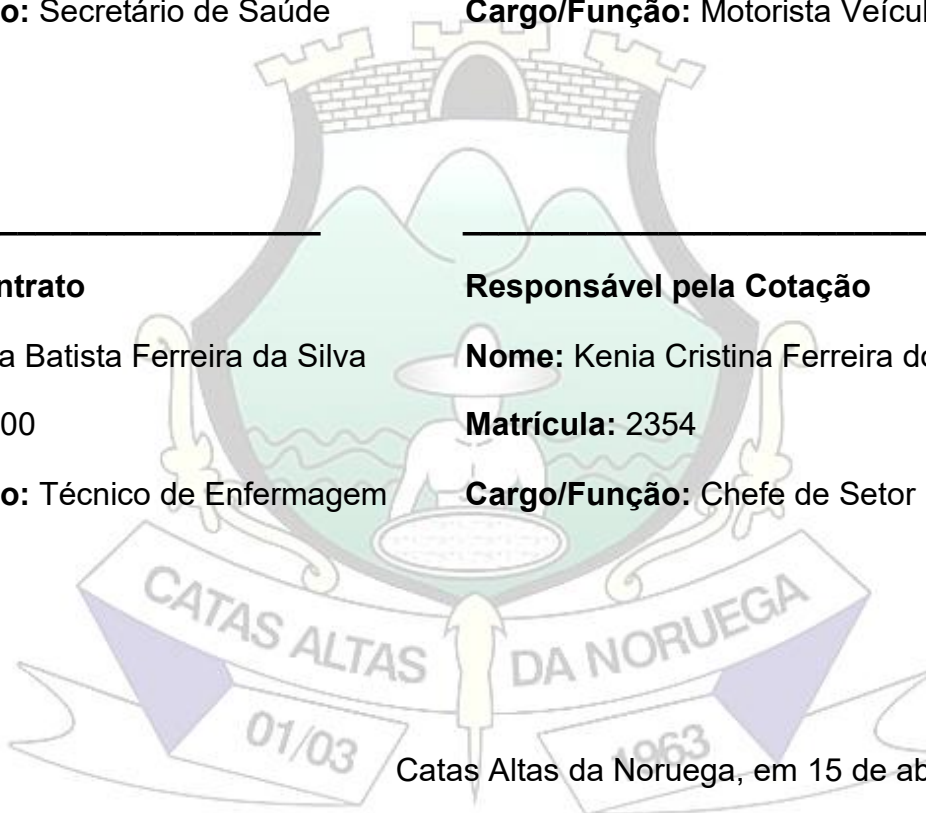 o: Secretário de Saúde
Cargo/Função: Motorista Veícul
ntrato
Responsável pela Cotação
a Batista Ferreira da Silva
Nome: Kenia Cristina Ferreira do
00
Matrícula: 2354
o: Técnico de Enfermagem
Cargo/Função: Chefe de Setor
CATAS ALTAS DA NORUEGA
01/03 1963
Catas Altas da Noruega, em 15 de ab